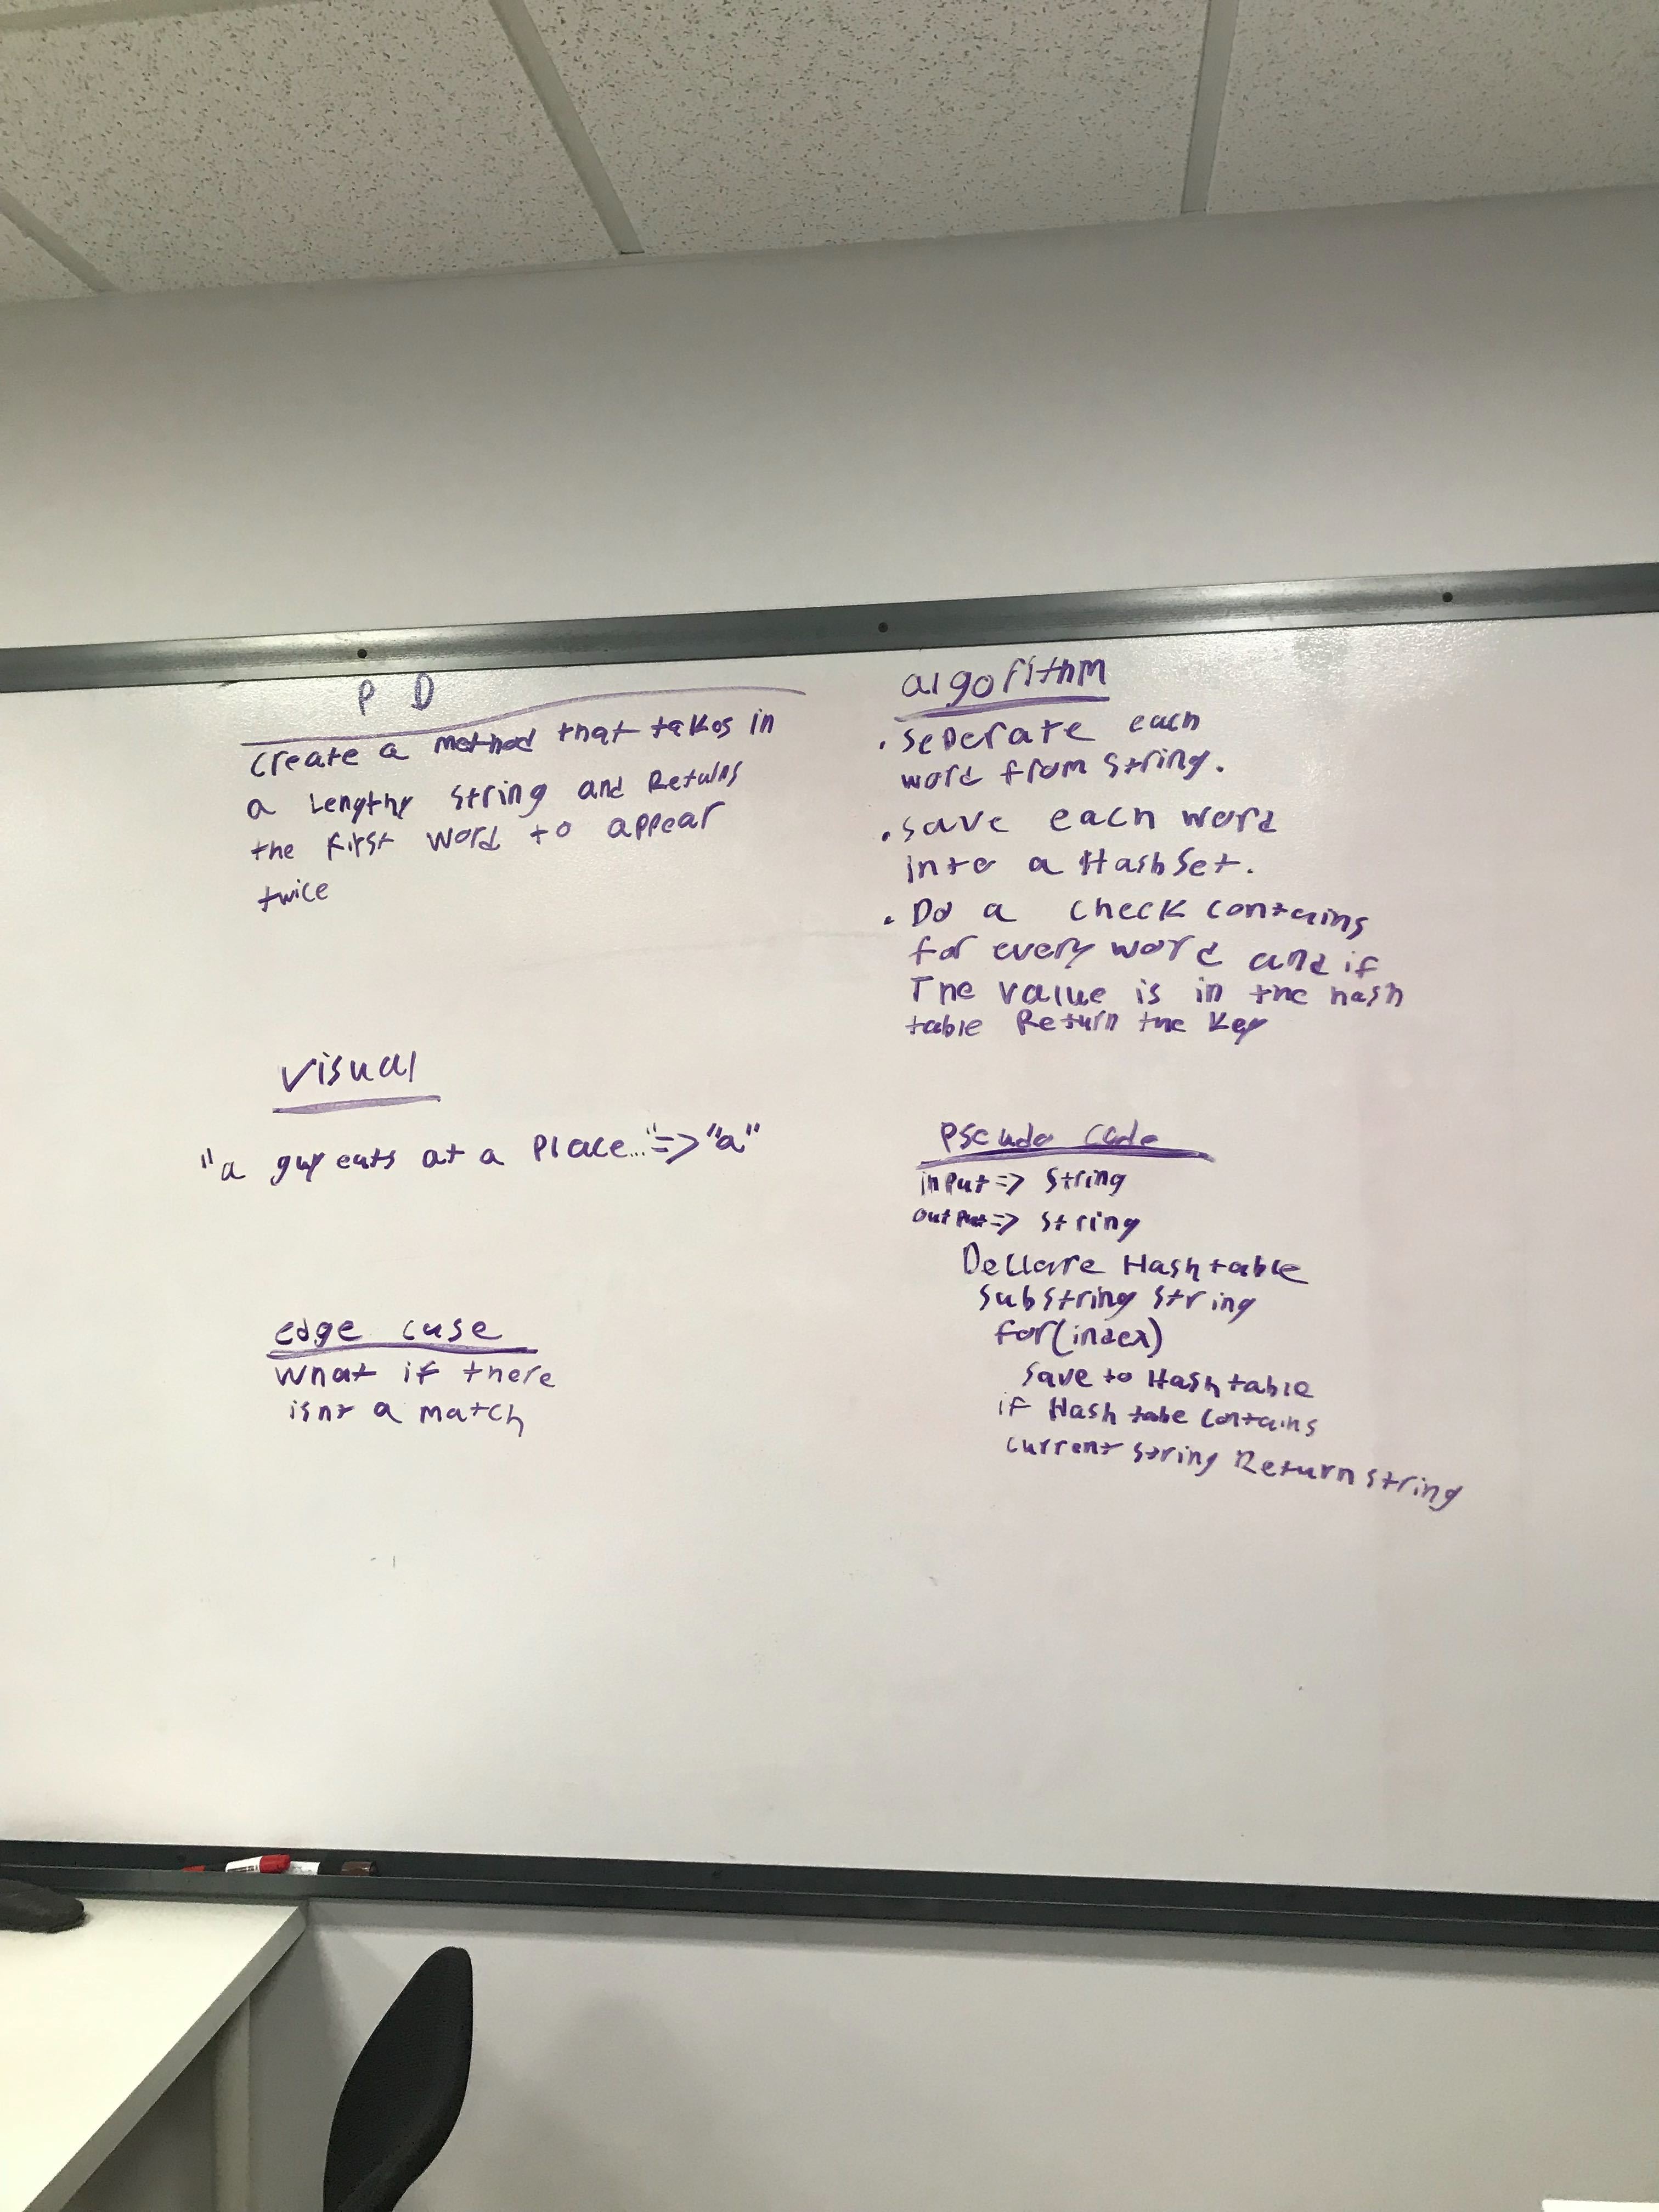 P D
create a method that takes in
a Lengthy string and Returns
the first word to appear
twice
visual
"a guy eats at a place..." => "a"
edge case
what if there
isnt a match
algorithm
. seperate each
word from string.
. save each word
into a HashSet.
. Do a check contains
for every word and if
The value is in the hash
table Return the key
pseudo code
input => string
output => string
Declare Hashtable
substring string
for(index)
save to Hashtable
if Hash tabe contains
current string Return string